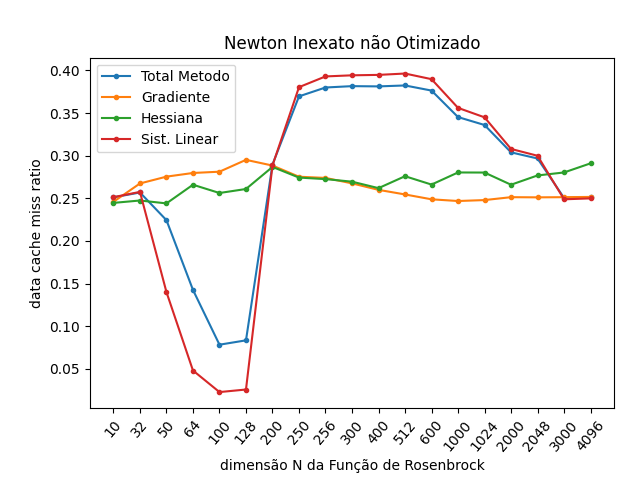 Newton Inexato não Otimizado
Total Metodo
Gradiente
Hessiana
Sist. Linear
data cache miss ratio
0.40
0.35
0.30
0.25
0.20
0.15
0.10
0.05
10 32 50 64 100 128 200 250 256 300 400 512 600 1000 1024 2000 2048 3000 4096
dimensão N da Função de Rosenbrock